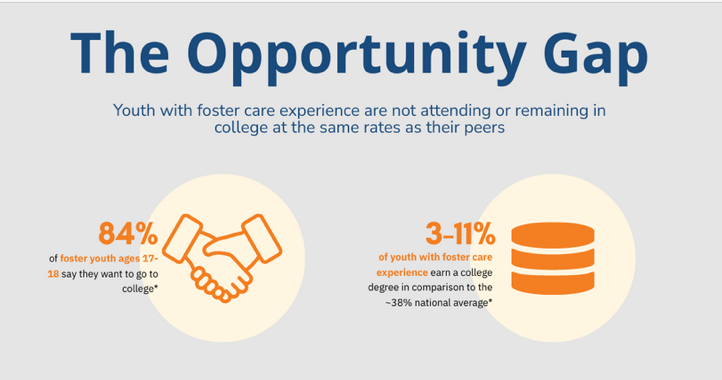 The Opportunity Gap
Youth with foster care experience are not attending or remaining in
college at the same rates as their peers
84%
of foster youth ages 17-
18 say they want to go to
college*
3–11%
of youth with foster care
experience earn a college
degree in comparison to the
~38% national average*